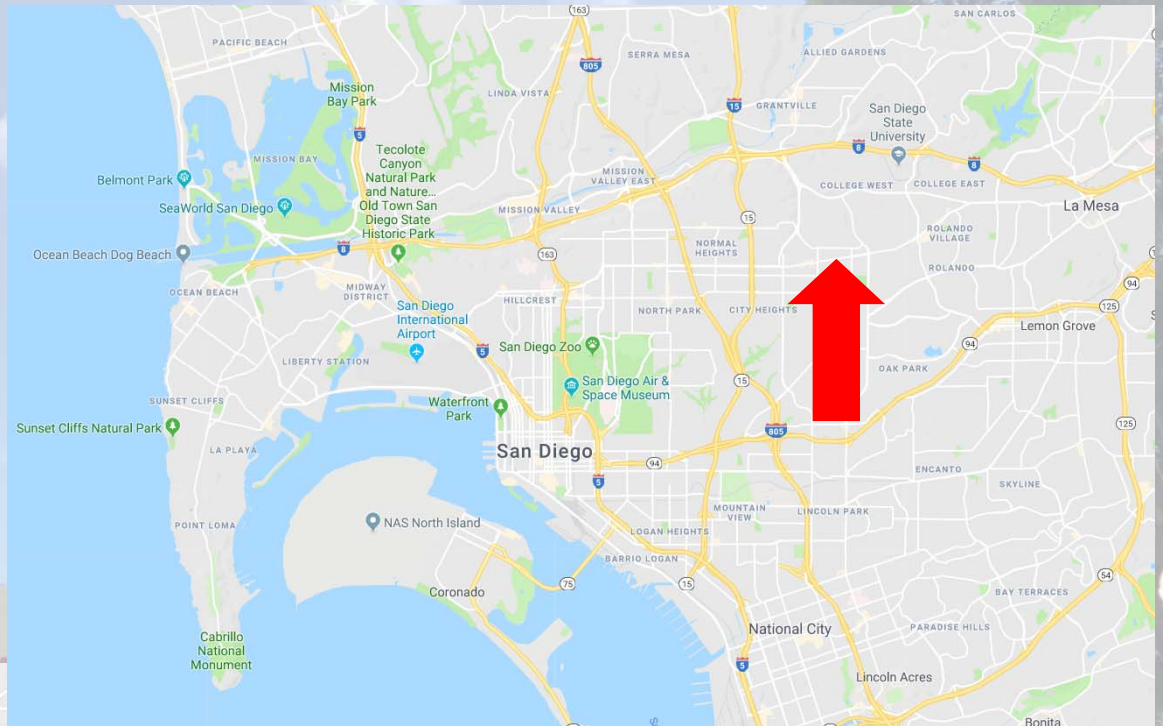 163
SAN CARLOS
PACIFIC BEACH
SERRA MESA
ALLIED GARDENS
805
Mission
Bay Park
LINDA VISTA
15
GRANTVILLE
San Diego
State
University
5
Tecolote
Canyon
Natural Park
and Nature...
8
MISSION BAY
Belmont Park
MISSION
VALLEY EAST
8
COLLEGE WEST
COLLEGE EAST
SeaWorld San Diego
Old Town San
Diego State
Historic Park
MISSION VALLEY
15
La Mesa
ROLANDO
VILLAGE
Ocean Beach Dog Beach
8
163
NORMAL
HEIGHTS
ROLANDO
OCEAN BEACH
MIDWAY
DISTRICT
94
San Diego
International
Airport
HILLCREST
NORTH PARK
CITY HEIGHTS
125
Lemon Grove
LIBERTY STATION
5
San Diego Zoo
94
OAK PARK
San Diego Air &
Space Museum
15
SUNSET CLIFFS
Waterfront
Park
Sunset Cliffs Natural Park
805
125
LA PLAYA
San Diego
94
ENCANTO
5
SKYLINE
POINT LOMA
NAS North Island
MOUNTAIN
VIEW
LINCOLN PARK
LOGAN HEIGHTS
BARRIO LOGAN
54
Coronado
75
15
BAY TERRACES
National City
PARADISE HILLS
Cabrillo
National
Monument
5
Lincoln Acres
Bonita